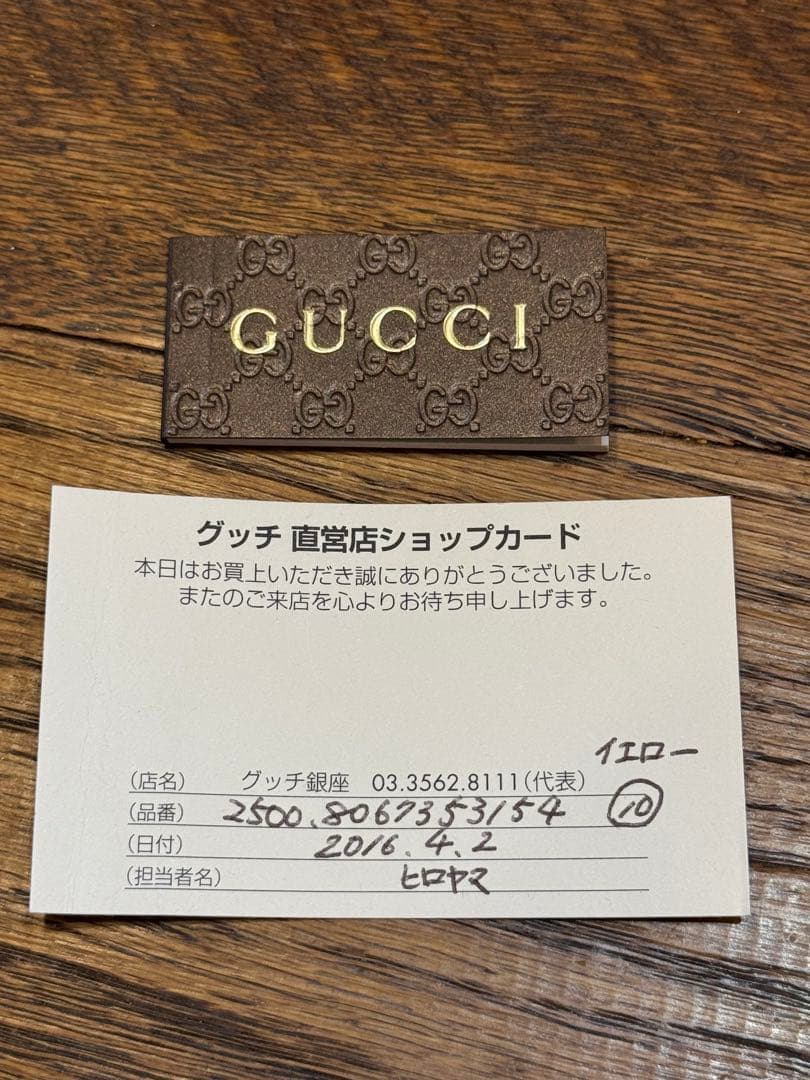 GUCCI
グッチ 直営店ショップカード
本日はお買上いただき誠にありがとうございました。
またのご来店を心よりお待ち申し上げます。
イエロー
(店名) グッチ銀座 03.3562.8111(代表)
(品番) 2500.8067353154 10
(日付) 2016.4.2
(担当者名) ヒロヤマ